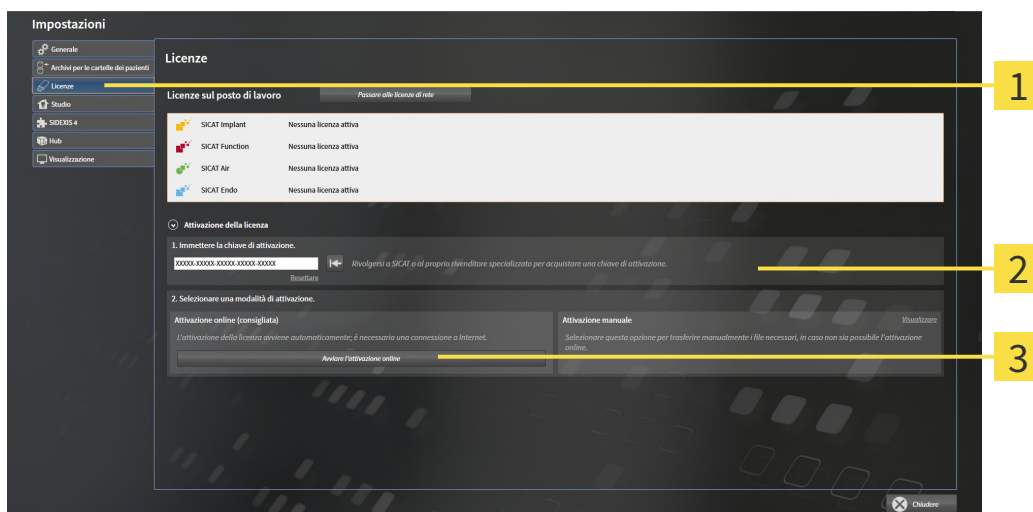 Impostazioni
Generale
Archivi per le cartelle dei pazienti
Licenze
Studio
SIDEXIS 4
Hub
Visualizzazione
Licenze
Licenze sul posto di lavoro
Passare alle licenze di rete
SICAT Implant Nessuna licenza attiva
SICAT Function Nessuna licenza attiva
SICAT Air Nessuna licenza attiva
SICAT Endo Nessuna licenza attiva
Attivazione della licenza
1. Immettere la chiave di attivazione.
XXXXX-XXXXX-XXXXX-XXXXX-XXXXX
Rivolgersi a SICAT o al proprio rivenditore specializzato per acquistare una chiave di attivazione.
Resettare
2. Selezionare una modalità di attivazione.
Attivazione online (consigliata)
L'attivazione della licenza avviene automaticamente; è necessaria una connessione a Internet.
Avviare l'attivazione online
Attivazione manuale
Visualizzare
Selezionare questa opzione per trasferire manualmente i file necessari, in caso non sia possibile l'attivazione
online.
Chiudere
1
2
3